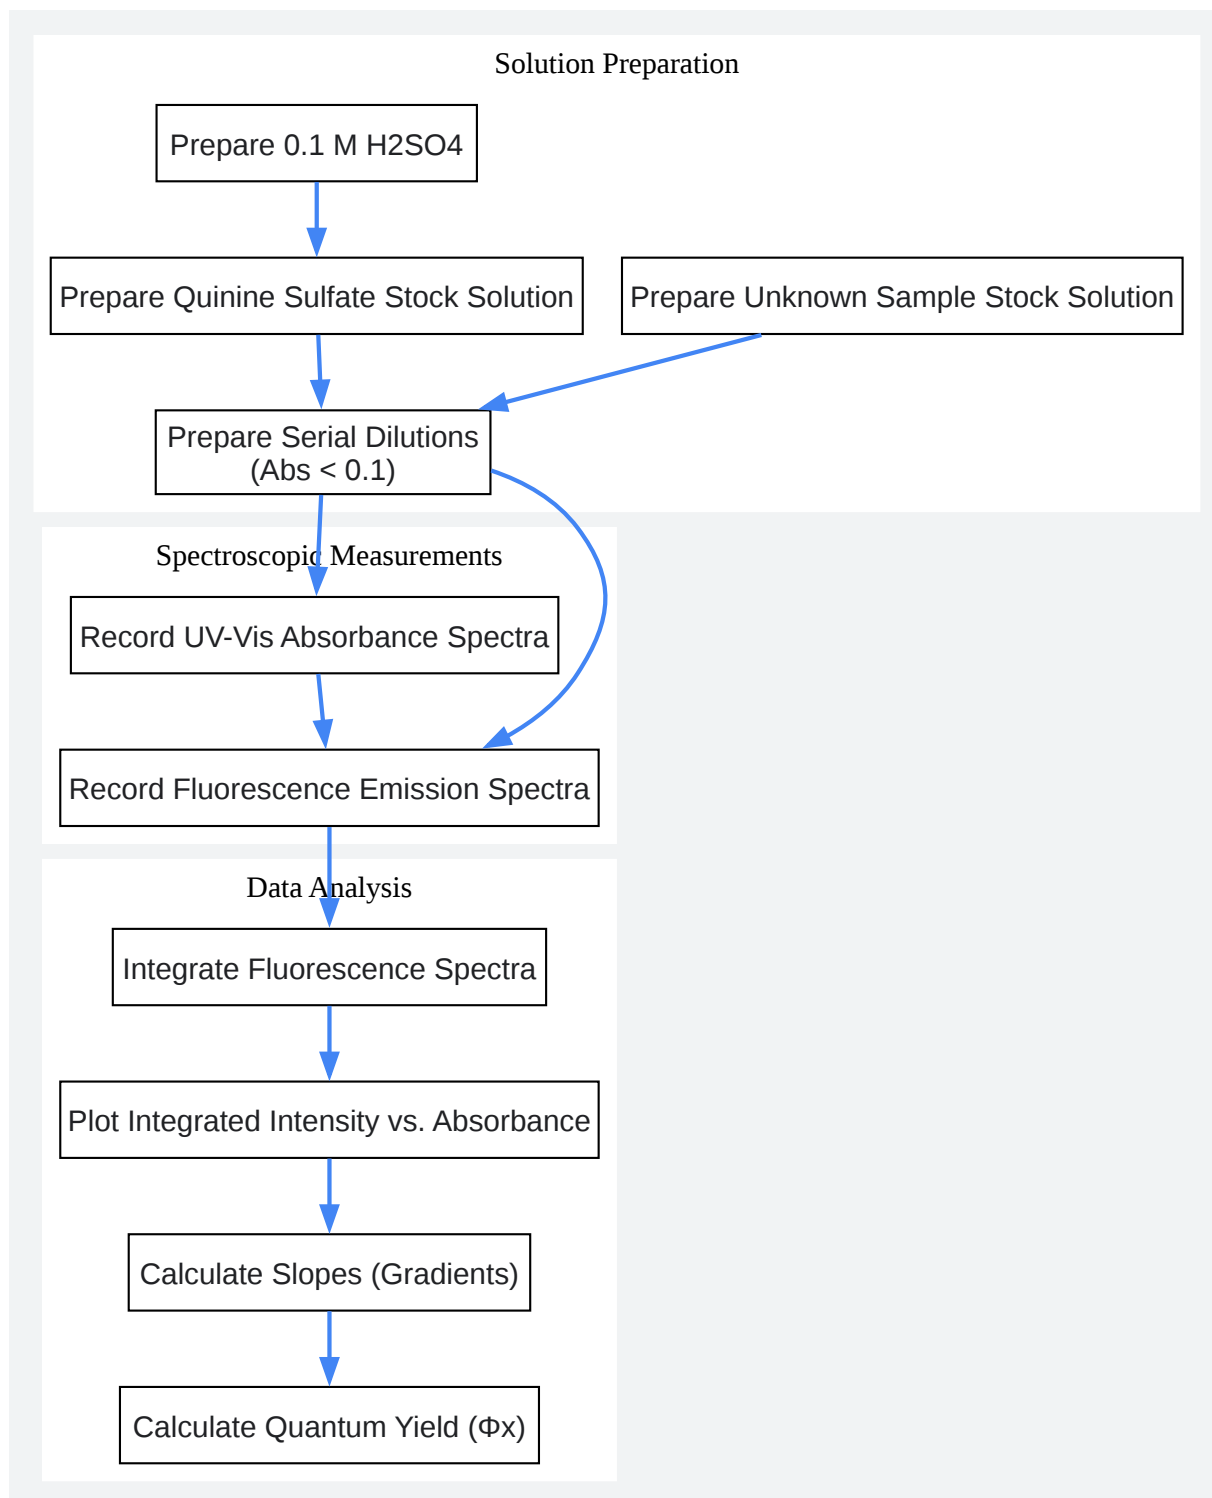 Solution Preparation
Prepare 0.1 M H2SO4
Prepare Quinine Sulfate Stock Solution
Prepare Unknown Sample Stock Solution
Prepare Serial Dilutions
(Abs < 0.1)
Spectroscopic Measurements
Record UV-Vis Absorbance Spectra
Record Fluorescence Emission Spectra
Data Analysis
Integrate Fluorescence Spectra
Plot Integrated Intensity vs. Absorbance
Calculate Slopes (Gradients)
Calculate Quantum Yield (Φx)